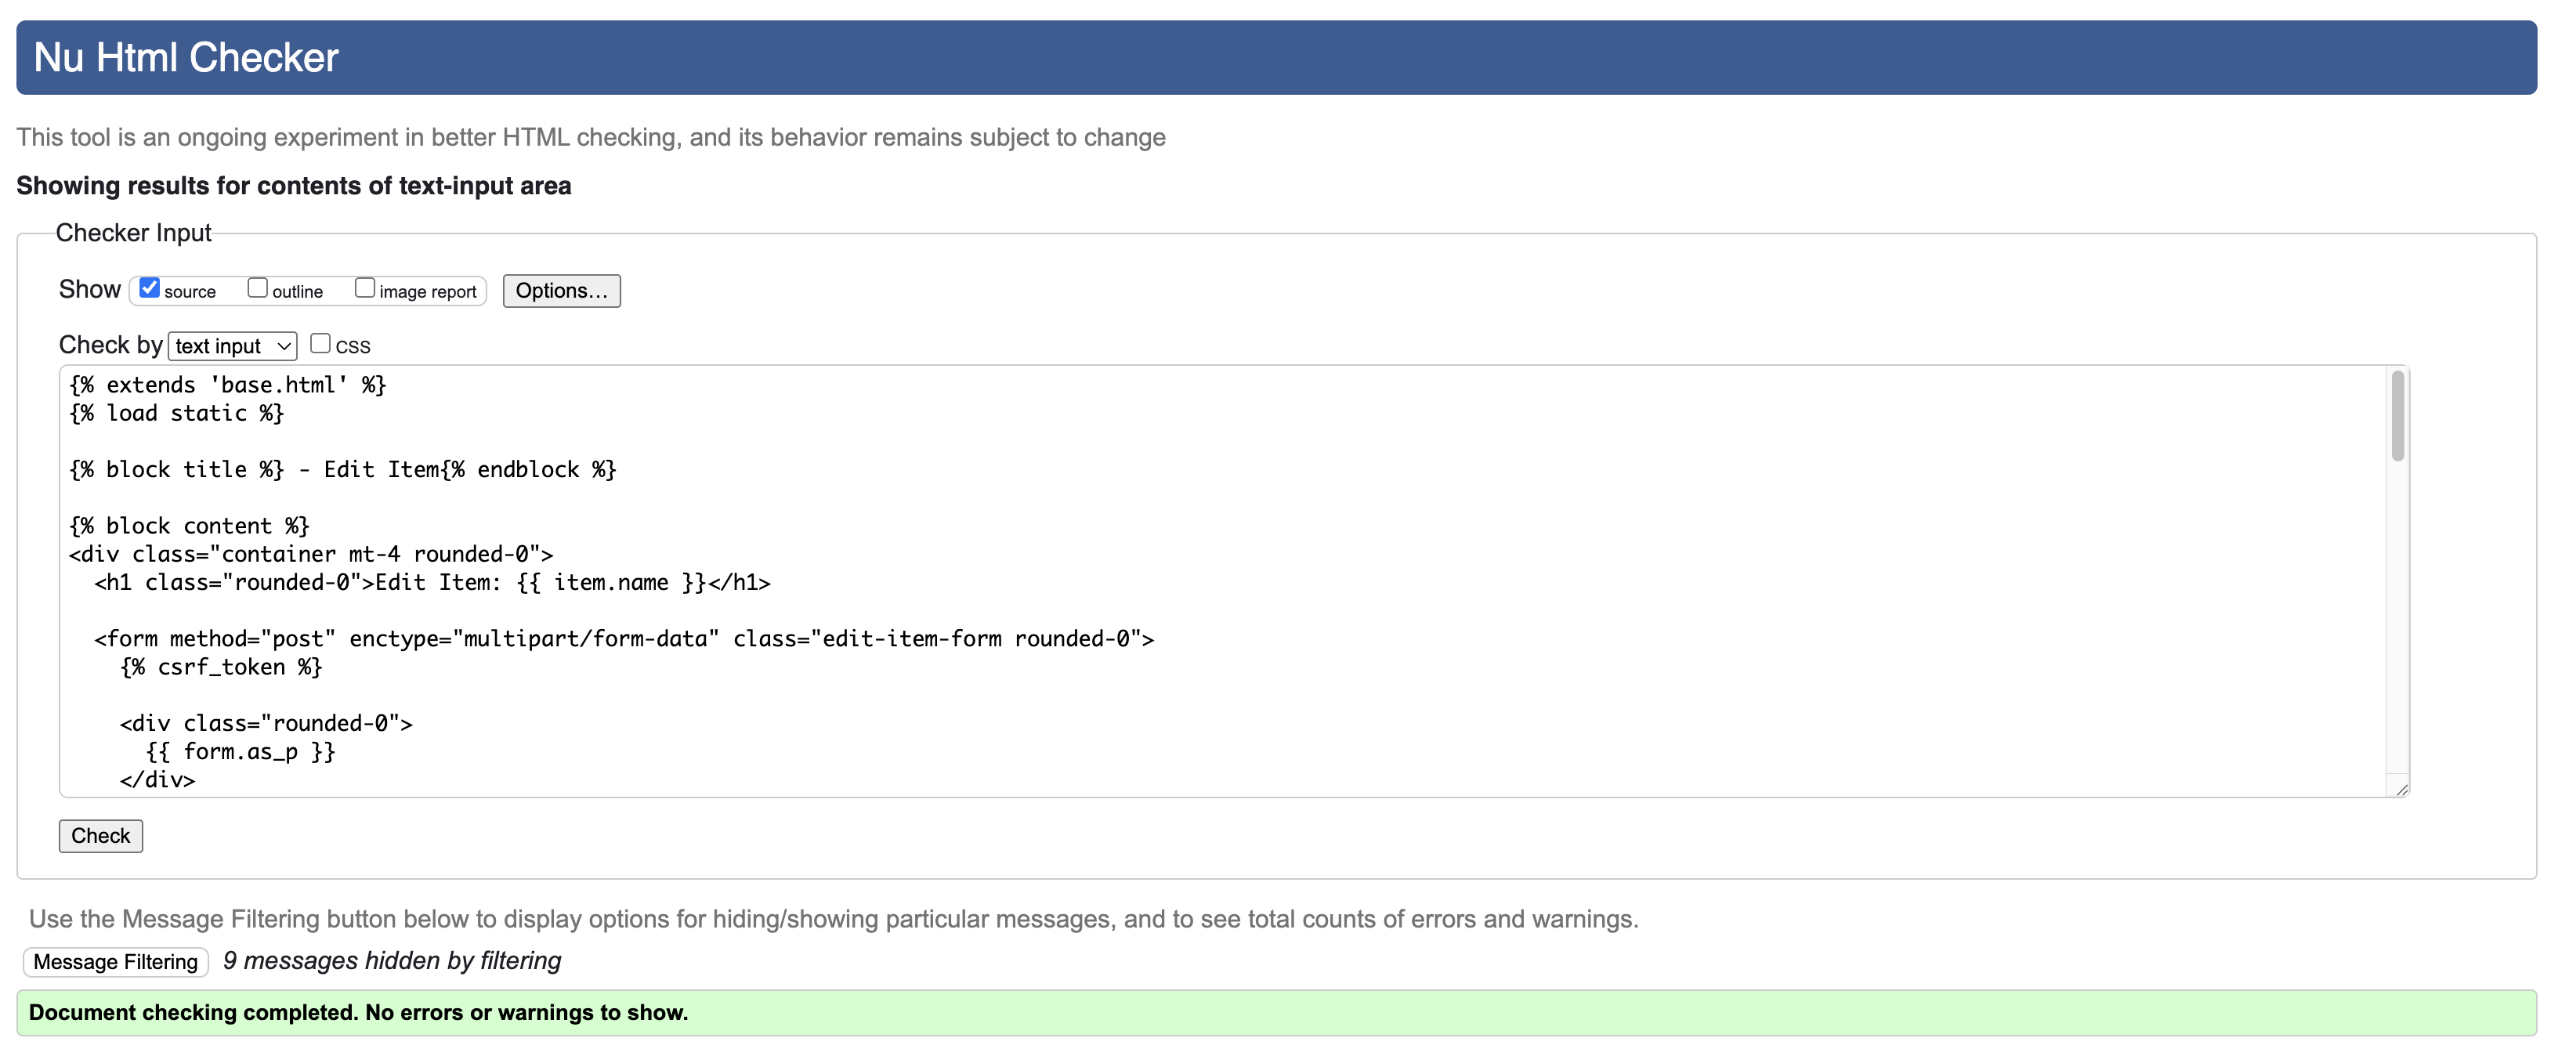 Nu Html Checker
This tool is an ongoing experiment in better HTML checking, and its behavior remains subject to change
Showing results for contents of text-input area
Checker Input
Show source outline image report Options...
Check by text input CSS
{% extends 'base.html' %}
{% load static %}
{% block title %} - Edit Item{% endblock %}
{% block content %}
<div class="container mt-4 rounded-0">
<h1 class="rounded-0">Edit Item: {{ item.name }}</h1>
<form method="post" enctype="multipart/form-data" class="edit-item-form rounded-0">
{% csrf_token %}
<div class="rounded-0">
{{ form.as_p }}
</div>
Check
Use the Message Filtering button below to display options for hiding/showing particular messages, and to see total counts of errors and warnings.
Message Filtering 9 messages hidden by filtering
Document checking completed. No errors or warnings to show.